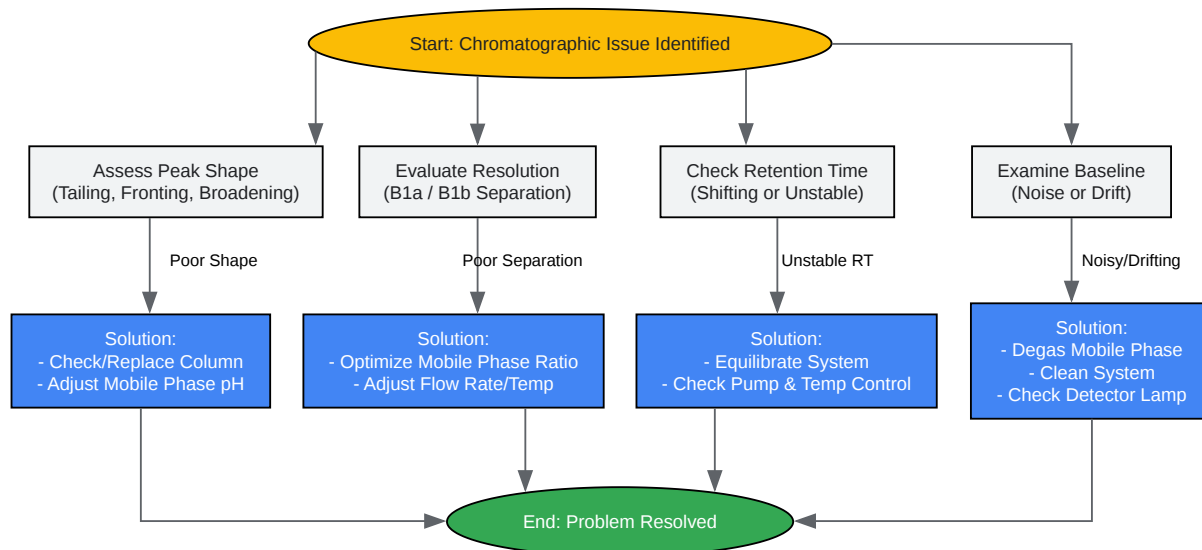 Start: Chromatographic Issue Identified
Assess Peak Shape
(Tailing, Fronting, Broadening)
Evaluate Resolution
(B1a / B1b Separation)
Check Retention Time
(Shifting or Unstable)
Examine Baseline
(Noise or Drift)
Poor Shape
Poor Separation
Unstable RT
Noisy/Drifting
Solution:
- Check/Replace Column
- Adjust Mobile Phase pH
Solution:
- Optimize Mobile Phase Ratio
- Adjust Flow Rate/Temp
Solution:
- Equilibrate System
- Check Pump & Temp Control
Solution:
- Degas Mobile Phase
- Clean System
- Check Detector Lamp
End: Problem Resolved